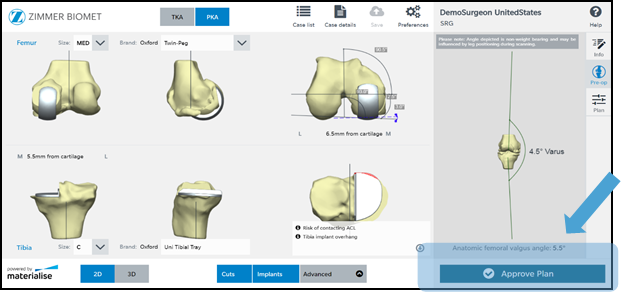 ZIMMER BIOMET
TKA PKA
Case list Case details Save Preferences
DemoSurgeon UnitedStates
SRG
Help
Femur Size: MED Brand: Oxford Twin-Peg
Please note: Angle depicted is non-weight bearing and may be
influenced by leg positioning during scanning.
Info
Pre-op
Plan
L 6.5mm from cartilage M
M 5.5mm from cartilage L
4.5° Varus
Risk of contacting ACL
Tibia implant overhang
Tibia Size: C Brand: Oxford Uni Tibial Tray
Anatomic femoral valgus angle: 5.5°
powered by
materialise
2D 3D
Cuts Implants Advanced
Approve Plan